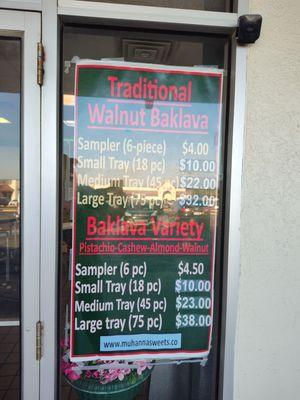 Traditional
Walnut Baklava
Sampler (6-piece) $4.00
Small Tray (18 pc) $10.00
Medium Tray (45 pc) $22.00
Large Tray (75 pc) $32.00
Baklava Variety
Pistachio-Cashew-Almond-Walnut
Sampler (6 pc) $4.50
Small Tray (18 pc) $10.00
Medium Tray (45 pc) $23.00
Large tray (75 pc) $38.00
www.muhannasweets.co